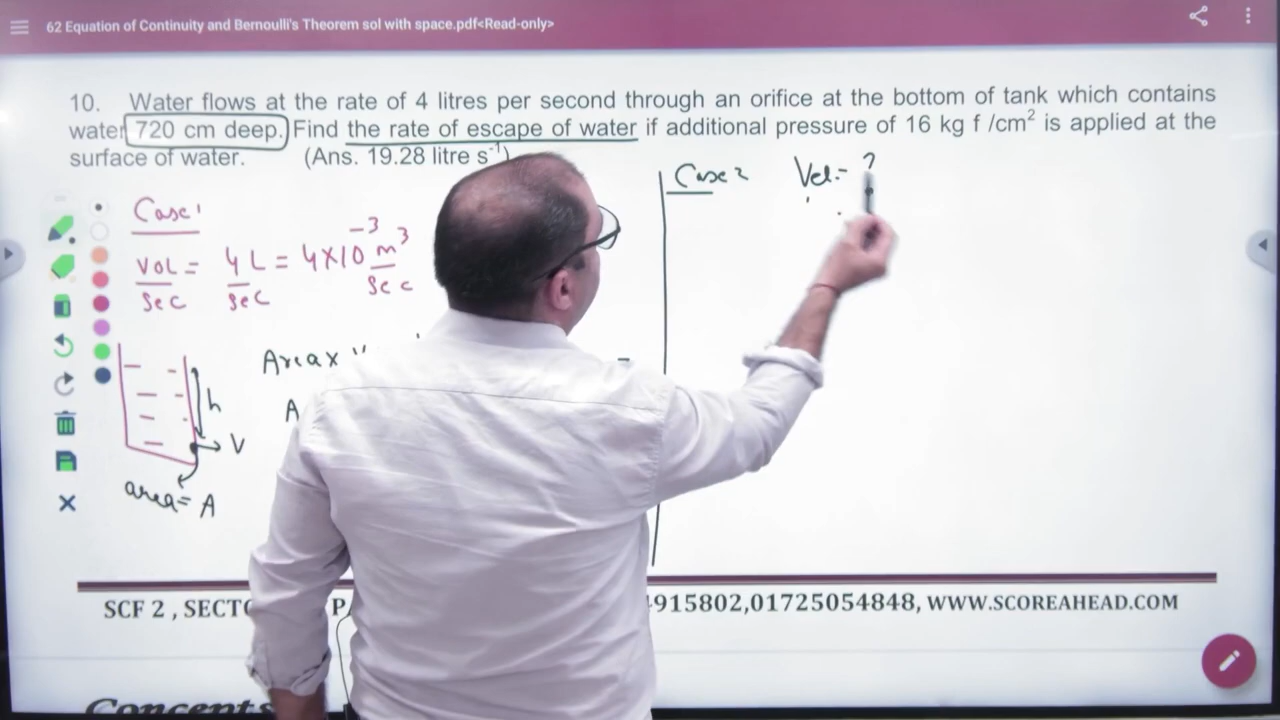 62 Equation of Continuity and Bernoulli's Theorem sol with space.pdf<Read-only>
10. Water flows at the rate of 4 litres per second through an orifice at the bottom of tank which contains
water 720 cm deep. Find the rate of escape of water if additional pressure of 16 kg f /cm² is applied at the
surface of water. (Ans. 19.28 litre s⁻¹)
Case 1
Vol/Sec = 4L/Sec = 4×10⁻³ m³/Sec
Area x
A
h
V
area = A
Case 2 Vel = ?
SCF 2 , SECTO P 915802,01725054848, WWW.SCOREAHEAD.COM
Concepts